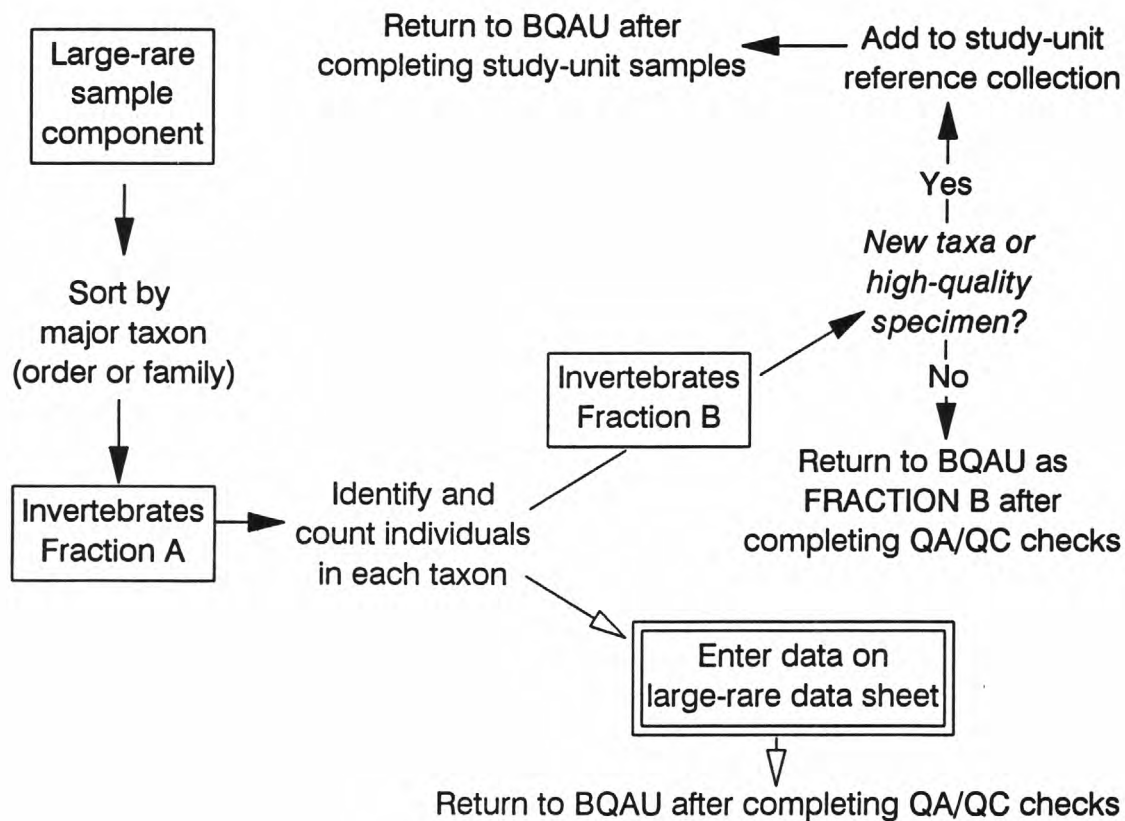 Large-rare
sample
component
Sort by
major taxon
(order or family)
Invertebrates
Fraction A
Identify and
count individuals
in each taxon
Invertebrates
Fraction B
New taxa or
high-quality
specimen?
Yes
Add to study-unit
reference collection
Return to BQAU after
completing study-unit samples
No
Return to BQAU as
FRACTION B after
completing QA/QC checks
Enter data on
large-rare data sheet
Return to BQAU after completing QA/QC checks